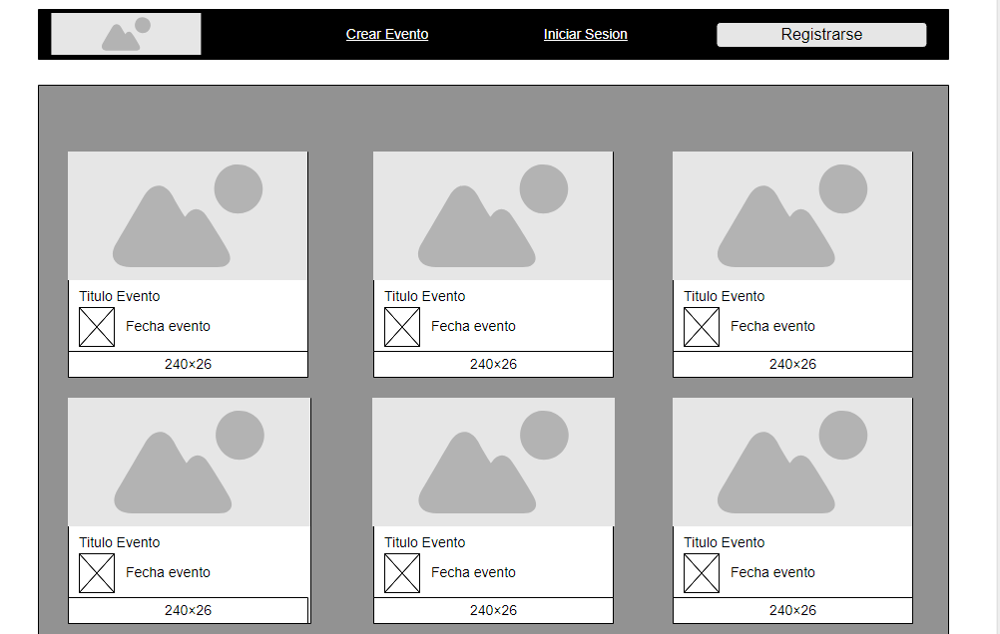 Crear Evento
Iniciar Sesion
Registrarse
Titulo Evento
Fecha evento
240×26
Titulo Evento
Fecha evento
240×26
Titulo Evento
Fecha evento
240×26
Titulo Evento
Fecha evento
240×26
Titulo Evento
Fecha evento
240×26
Titulo Evento
Fecha evento
240×26